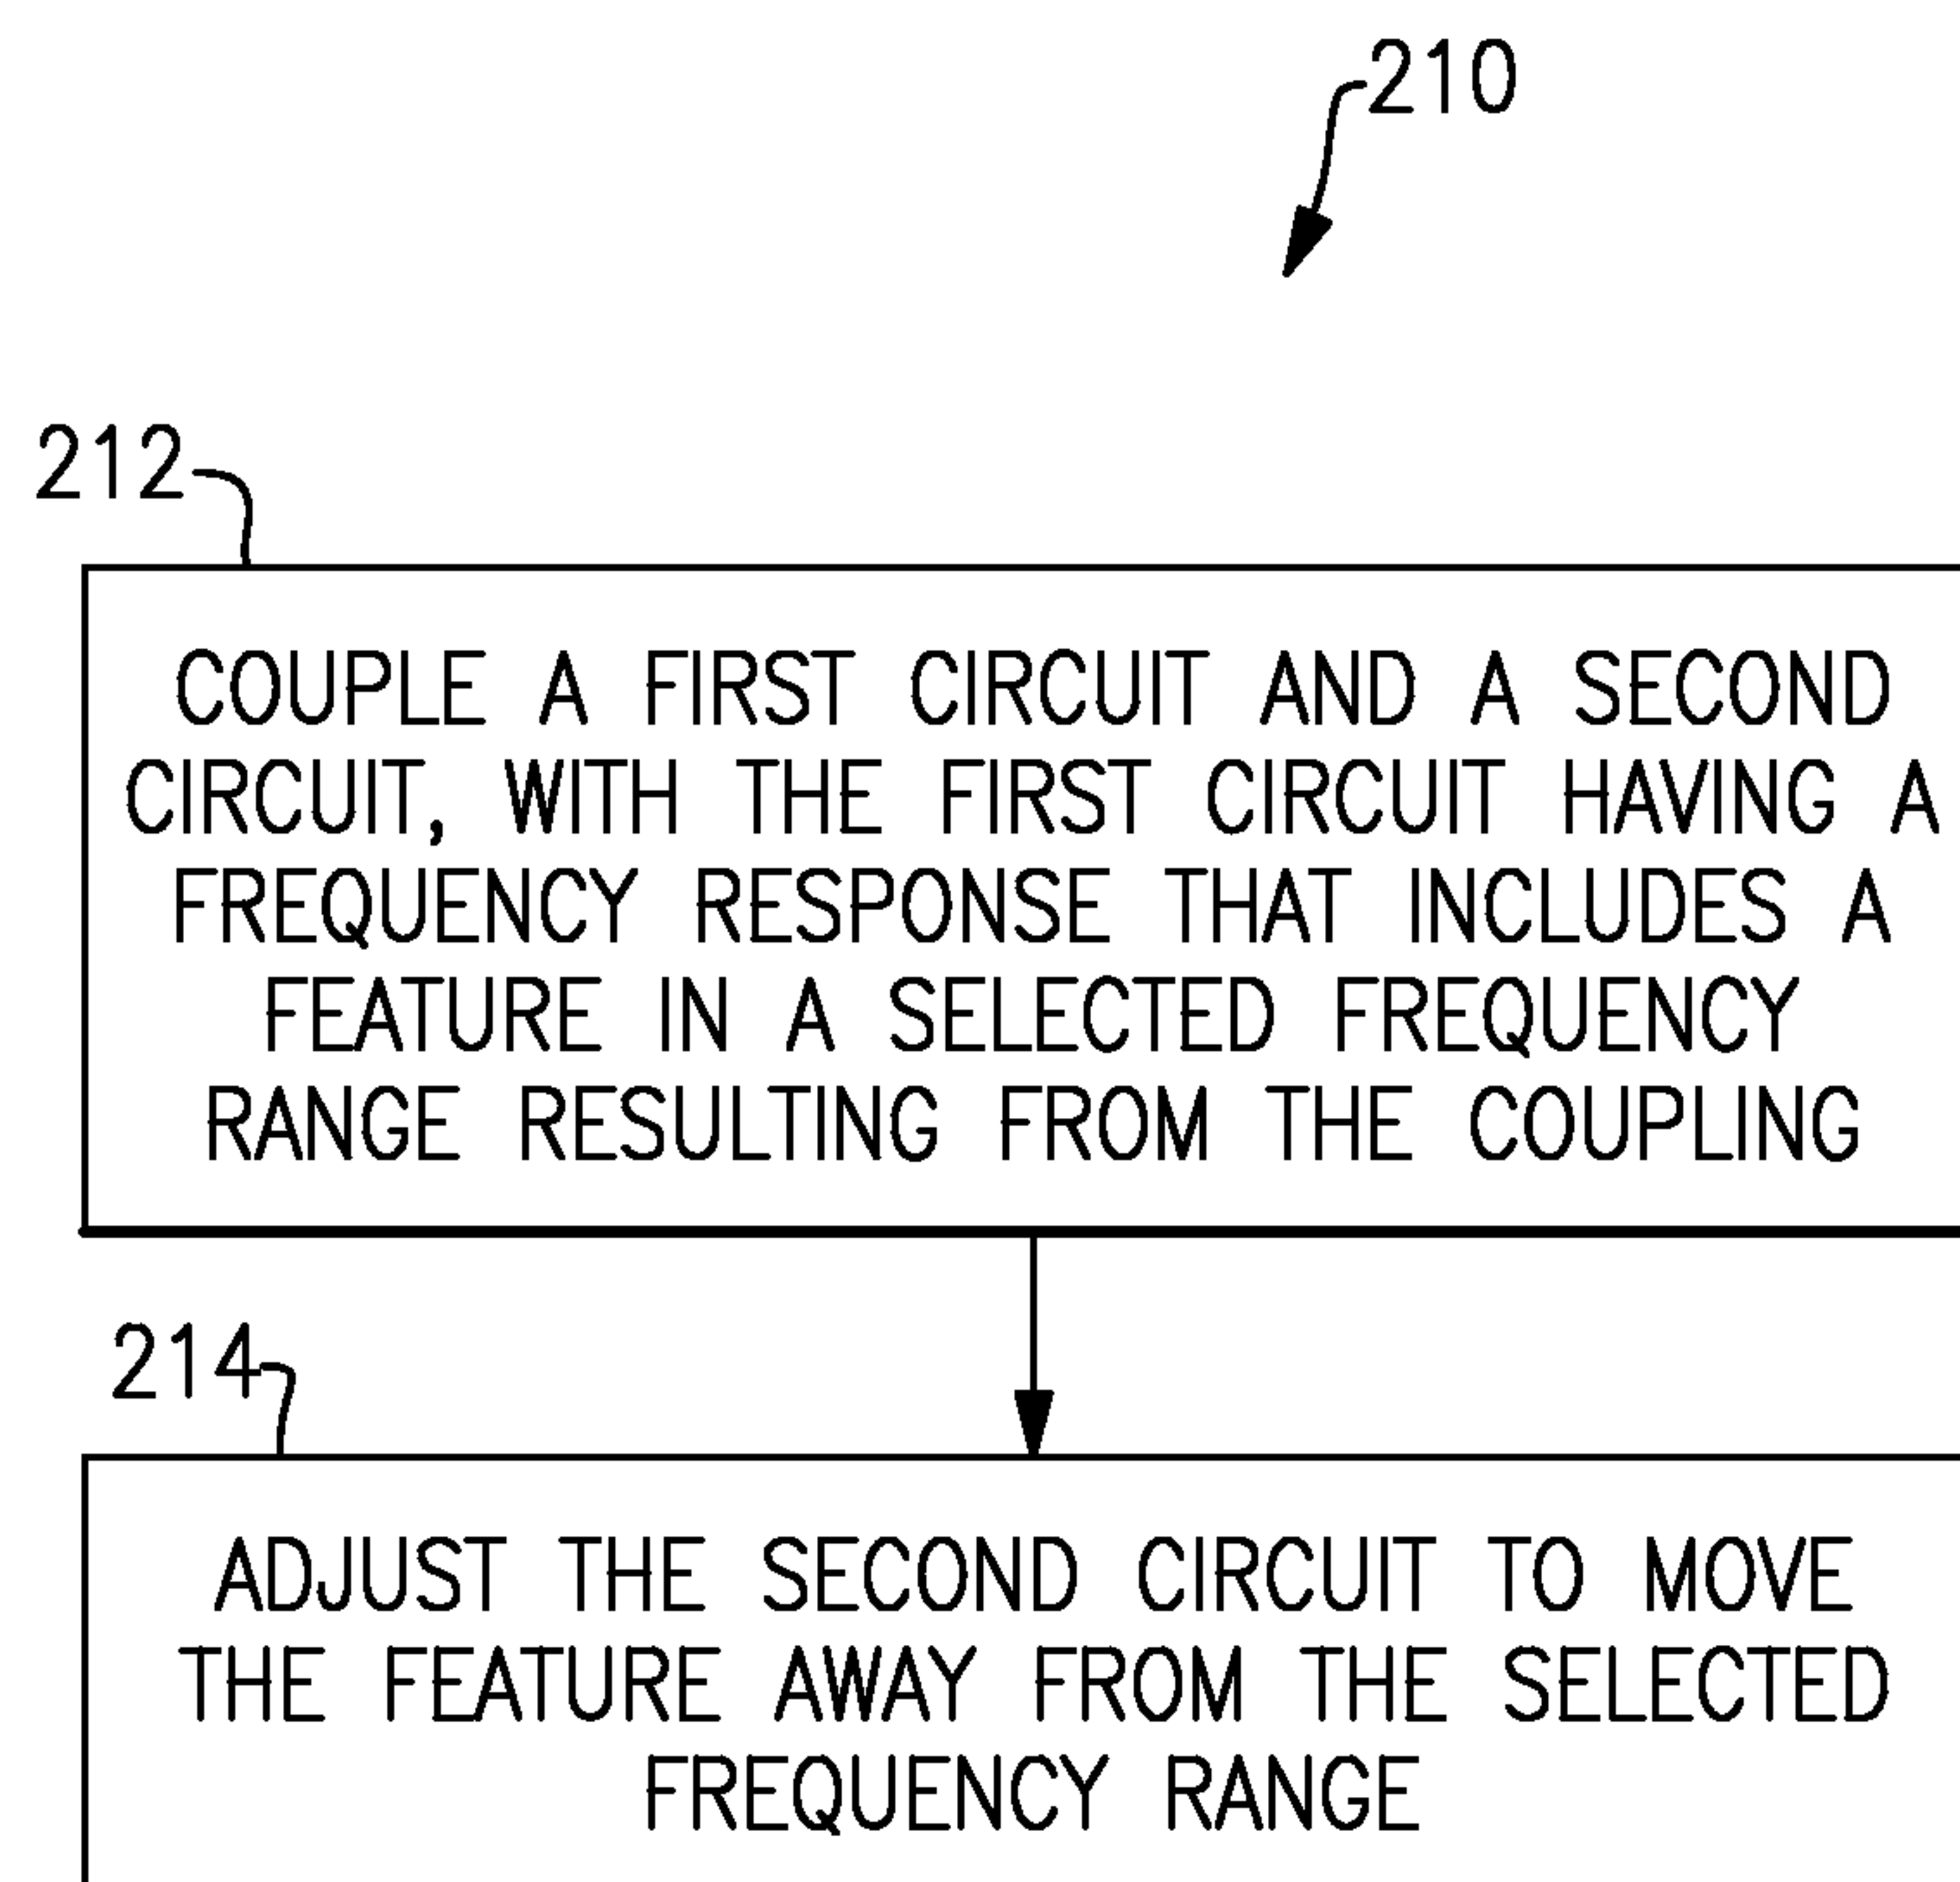 210
212
COUPLE A FIRST CIRCUIT AND A SECOND
CIRCUIT, WITH THE FIRST CIRCUIT HAVING A
FREQUENCY RESPONSE THAT INCLUDES A
FEATURE IN A SELECTED FREQUENCY
RANGE RESULTING FROM THE COUPLING
214
ADJUST THE SECOND CIRCUIT TO MOVE
THE FEATURE AWAY FROM THE SELECTED
FREQUENCY RANGE